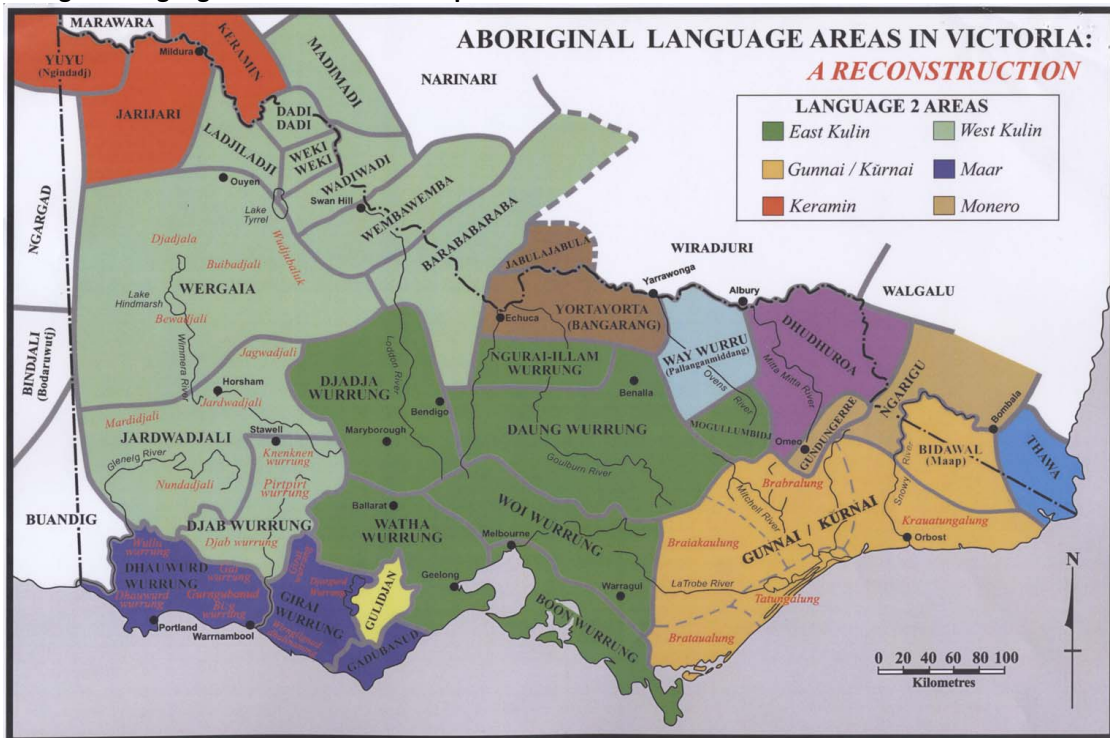 ABORIGINAL LANGUAGE AREAS IN VICTORIA:
A RECONSTRUCTION
LANGUAGE 2 AREAS
East Kulin
West Kulin
Gunnai / Kūrnai
Maar
Keramin
Monero
MARAWARA
YUYU
(Ngindadj)
Mildura
KERAMIN
MADIMADI
NARINARI
JARIJARI
DADI
DADI
LADJILADJI
WEKI
WEKI
WADIWADI
Ouyen
Swan Hill
Lake
Tyrrel
WEMBAWEMBA
BARABABARABA
NGARGAD
Djadjala
Wudjubaluk
Buibadjali
WERGAIA
Lake
Hindmarsh
Bewadjali
Wimmera River
JABULAJABULA
WIRADJURI
Yarrawonga
Albury
WALGALU
YORTAYORTA
(BANGARANG)
Echuca
WAY WURRU
(Pallanganmiddang)
DHUDHUROA
Mitta Mitta River
Ovens River
BINDJALI
(Bodaruwutj)
Jagwadjali
Horsham
Jardwadjali
Mardidjali
JARDWADJALI
Stawell
Knenknen
wurrung
Glenelg River
Nundadjali
Pirtpirt
wurrung
DJADJA
WURRUNG
Bendigo
Maryborough
NGURAI-ILLAM
WURRUNG
Benalla
DAUNG WURRUNG
MOGULLUMBIDJ
Goulburn River
Omeo
GUNDUNGERRE
NGARIGU
Bombala
BIDAWAL
(Maap)
THAWA
Snowy River
Brabralung
Mitchell River
GUNNAI / KURNAI
Krauatungalung
Orbost
Braiakaulung
LaTrobe River
Tatungalung
Brataualung
BUANDIG
DJAB WURRUNG
Djab wurrung
Ballarat
WATHA
WURRUNG
Melbourne
WOI WURRUNG
Geelong
Warragul
BOON WURRUNG
DHAUWURD
WURRUNG
Dhauward
wurrung
Portland
Warrnambool
GIRAI
WURRUNG
GULIDJAN
GADUBANUD
N
0 20 40 60 80 100
Kilometres